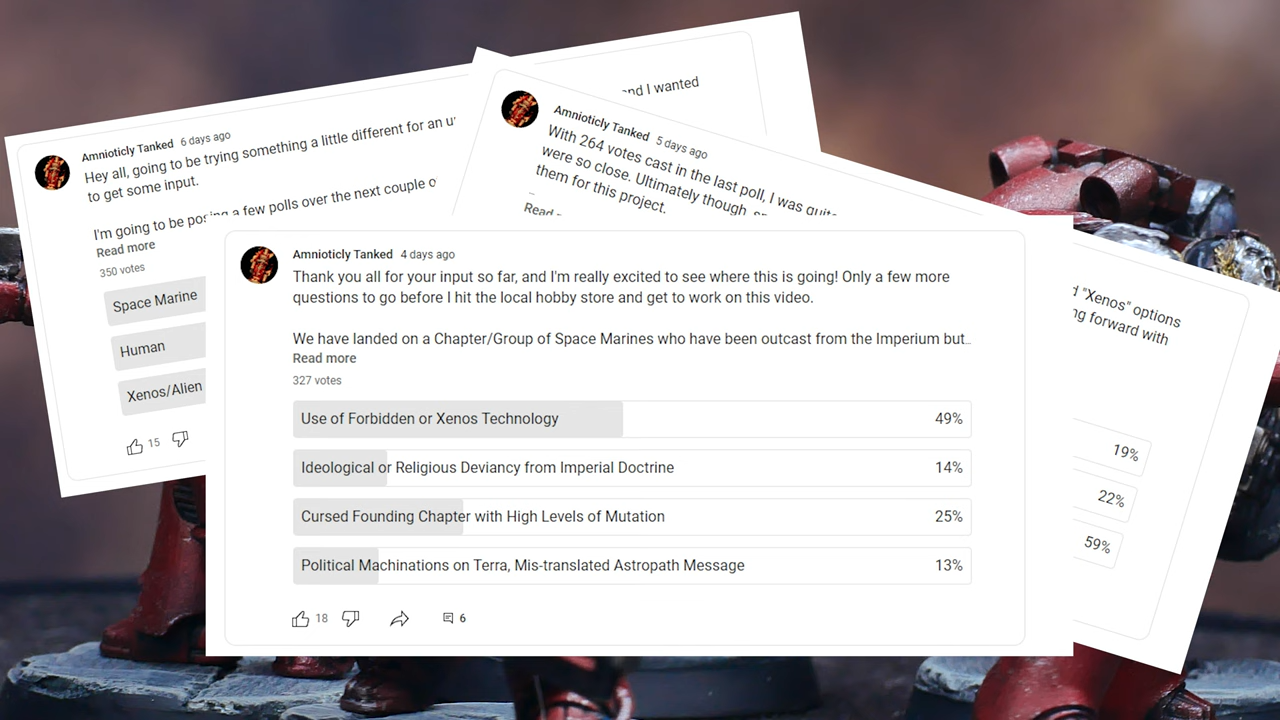 and I wanted
Amnioticly Tanked 6 days ago
Hey all, going to be trying something a little different for an
to get some input.
I'm going to be a few polls over the next couple
Read more
350 votes
Space Marine
Human
Xenos/Alien
15
Amnioticly Tanked 5 days ago
With 264 votes cast in the last poll, I was
were so close. Ultimately though,
them for this project.
Read
"Xenos" options
forward with
19%
22%
59%
Amnioticly Tanked 4 days ago
Thank you all for your input so far, and I'm really excited to see where this is going! Only a few more
questions to go before I hit the local hobby store and get to work on this video.
We have landed on a Chapter/Group of Space Marines who have been outcast from the Imperium but...
Read more
327 votes
Use of Forbidden or Xenos Technology 49%
Ideological or Religious Deviancy from Imperial Doctrine 14%
Cursed Founding Chapter with High Levels of Mutation 25%
Political Machinations on Terra, Mis-translated Astropath Message 13%
18 6